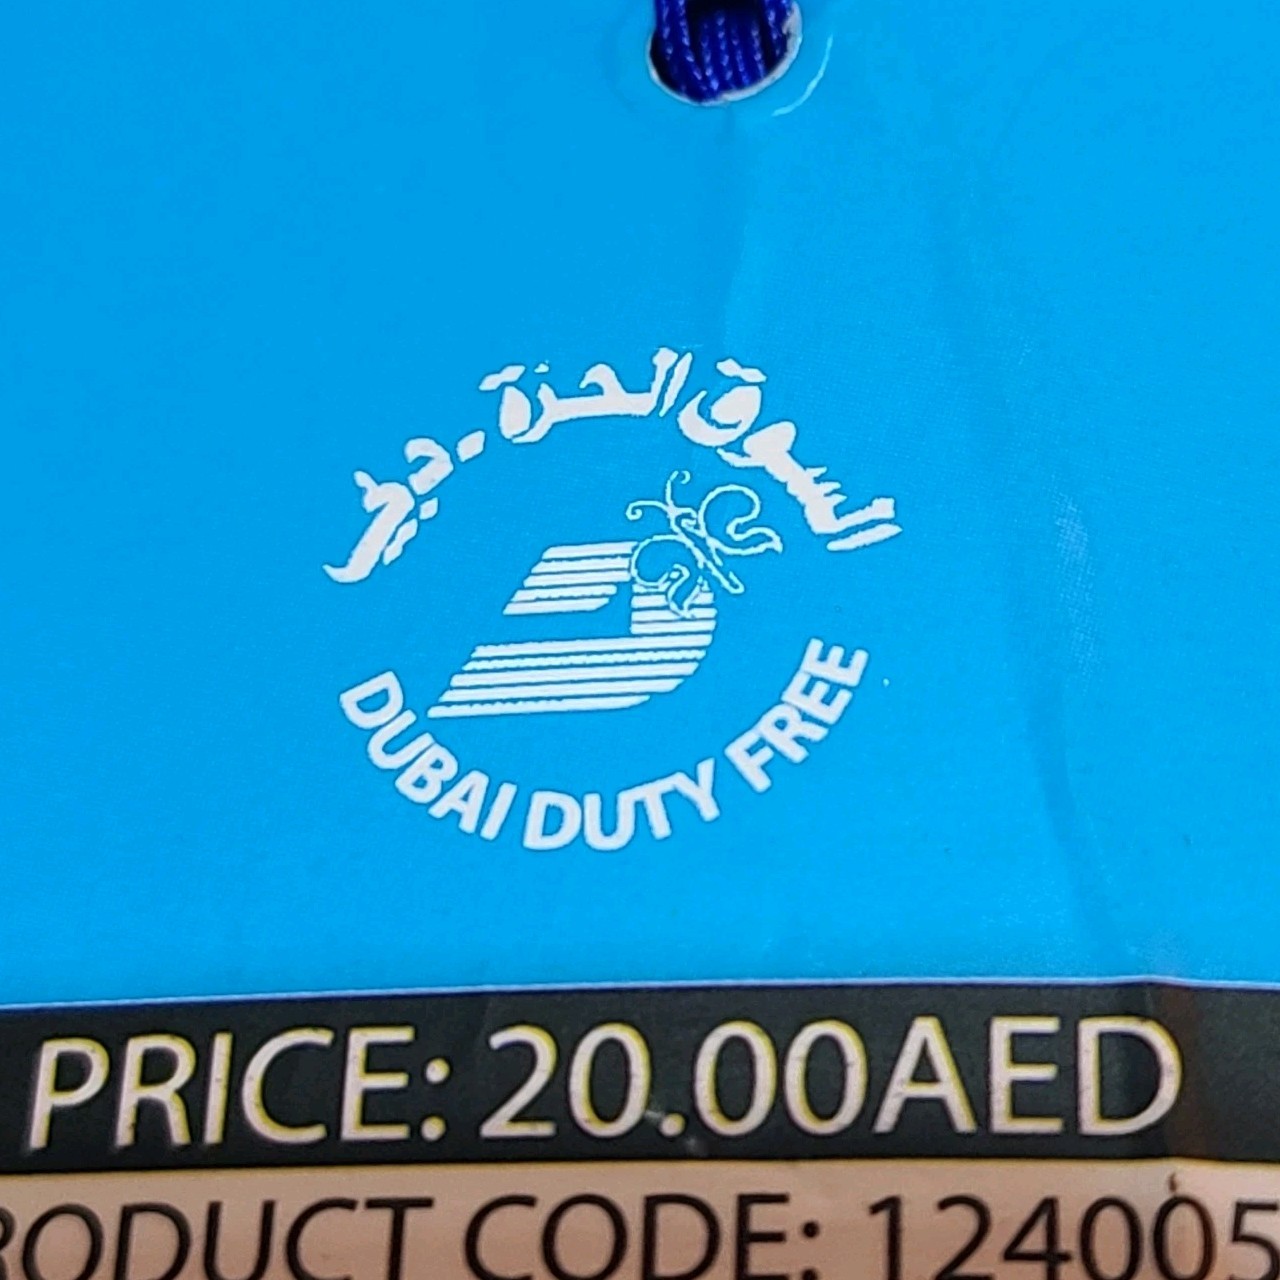 السوق الحرة - دبي
DUBAI DUTY FREE
PRICE: 20.00AED
RODUCT CODE: 124005